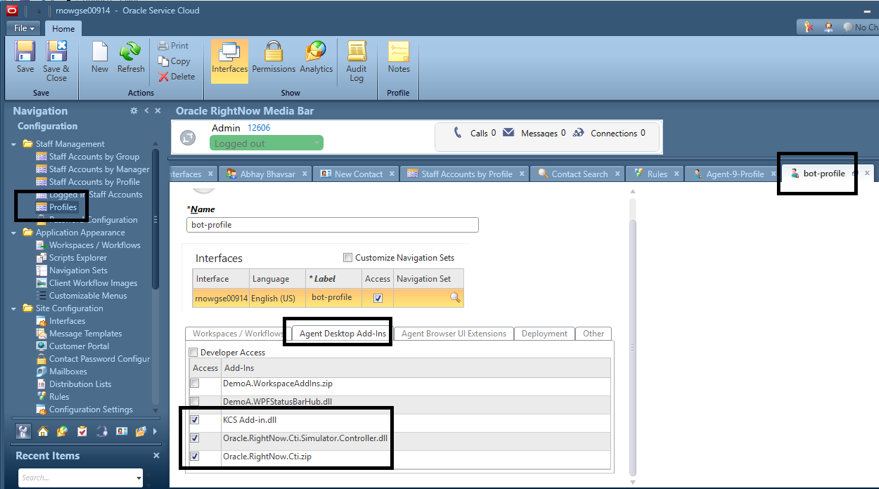 rnowgse00914 | Oracle Service Cloud
File Home No Ch
Save Save & Close New Refresh Print Copy Delete Interfaces Permissions Analytics Audit Log Notes
Save Actions Show Profile
Navigation
Configuration
Staff Management
Staff Accounts by Group
Staff Accounts by Manager
Staff Accounts by Profile
Logged in Staff Accounts
Profiles
Configuration
Application Appearance
Workspaces / Workflows
Scripts Explorer
Navigation Sets
Client Workflow Images
Customizable Menus
Site Configuration
Interfaces
Message Templates
Customer Portal
Contact Password Configur
Mailboxes
Distribution Lists
Rules
Configuration Settings
Recent Items
Search...
Oracle RightNow Media Bar
Admin 12606
Logged out
Calls 0 Messages 0 Connections 0
nterfaces Abhay Bhavsar New Contact Staff Accounts by Profile Contact Search Rules Agent-9-Profile bot-profile
*Name
bot-profile
Interfaces Customize Navigation Sets
Interface Language *Label Access Navigation Set
rnowgse00914 English (US) bot-profile
Workspaces / Workflows Agent Desktop Add-Ins Agent Browser UI Extensions Deployment Other
Developer Access
Access Add-Ins
DemoA.WorkspaceAddIns.zip
DemoA.WPFStatusBarHub.dll
KCS Add-in.dll
Oracle.RightNow.Cti.Simulator.Controller.dll
Oracle.RightNow.Cti.zip